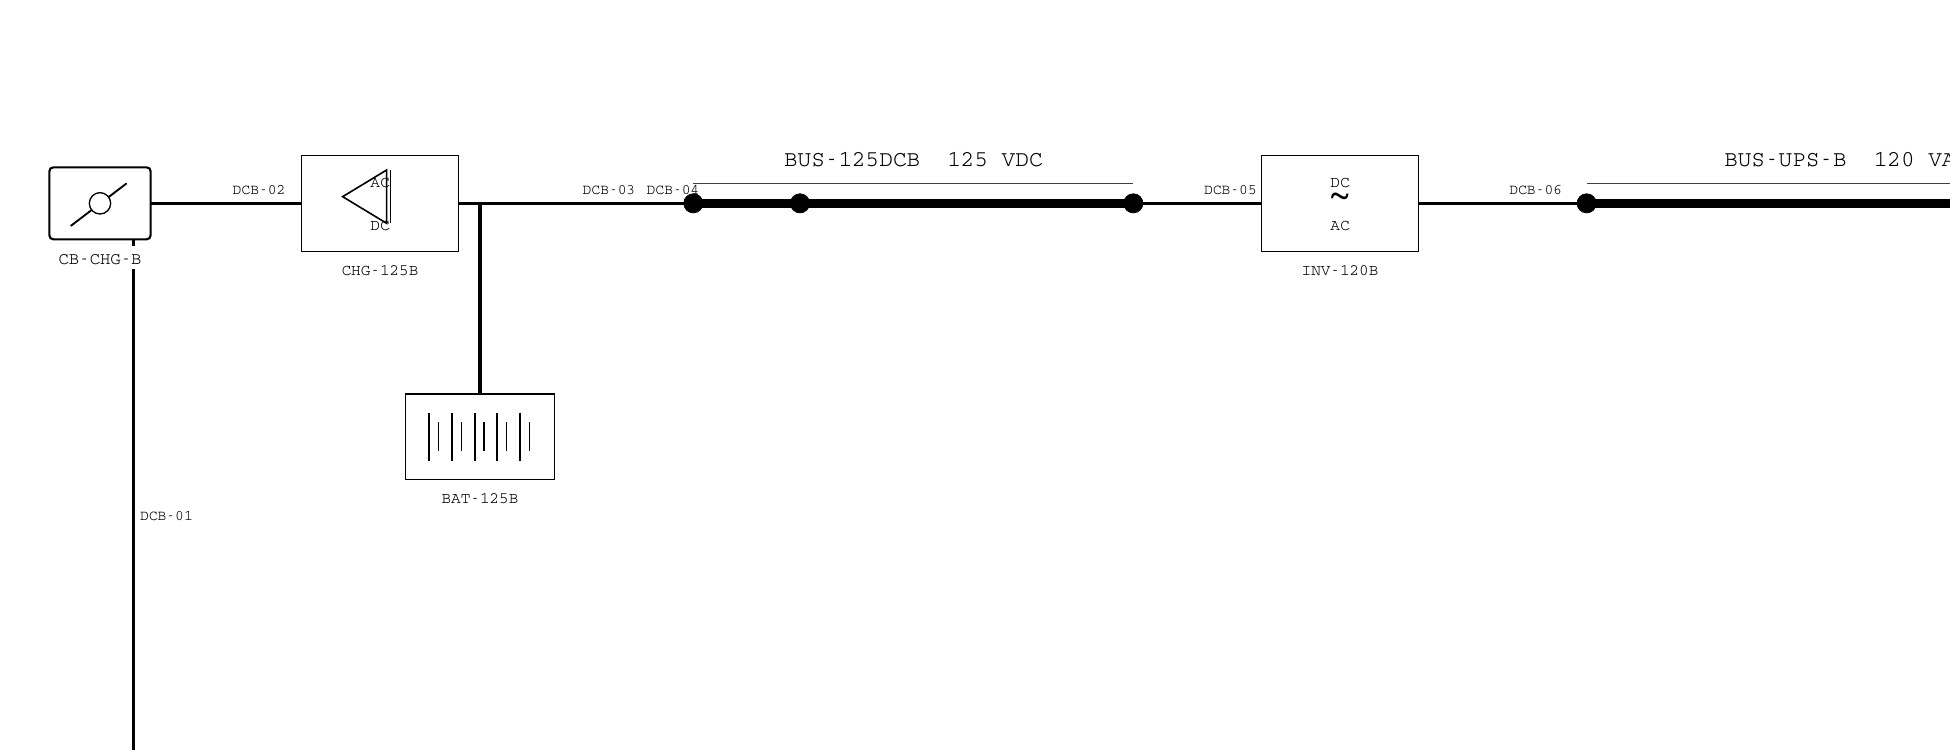 BUS-125DCB  125 VDC
BUS-UPS-B  120
DCB-02
AC
DC
DCB-03
DCB-04
DCB-05
DC
~
AC
DCB-06
CB-CHG-B
CHG-125B
INV-120B
BAT-125B
DCB-01